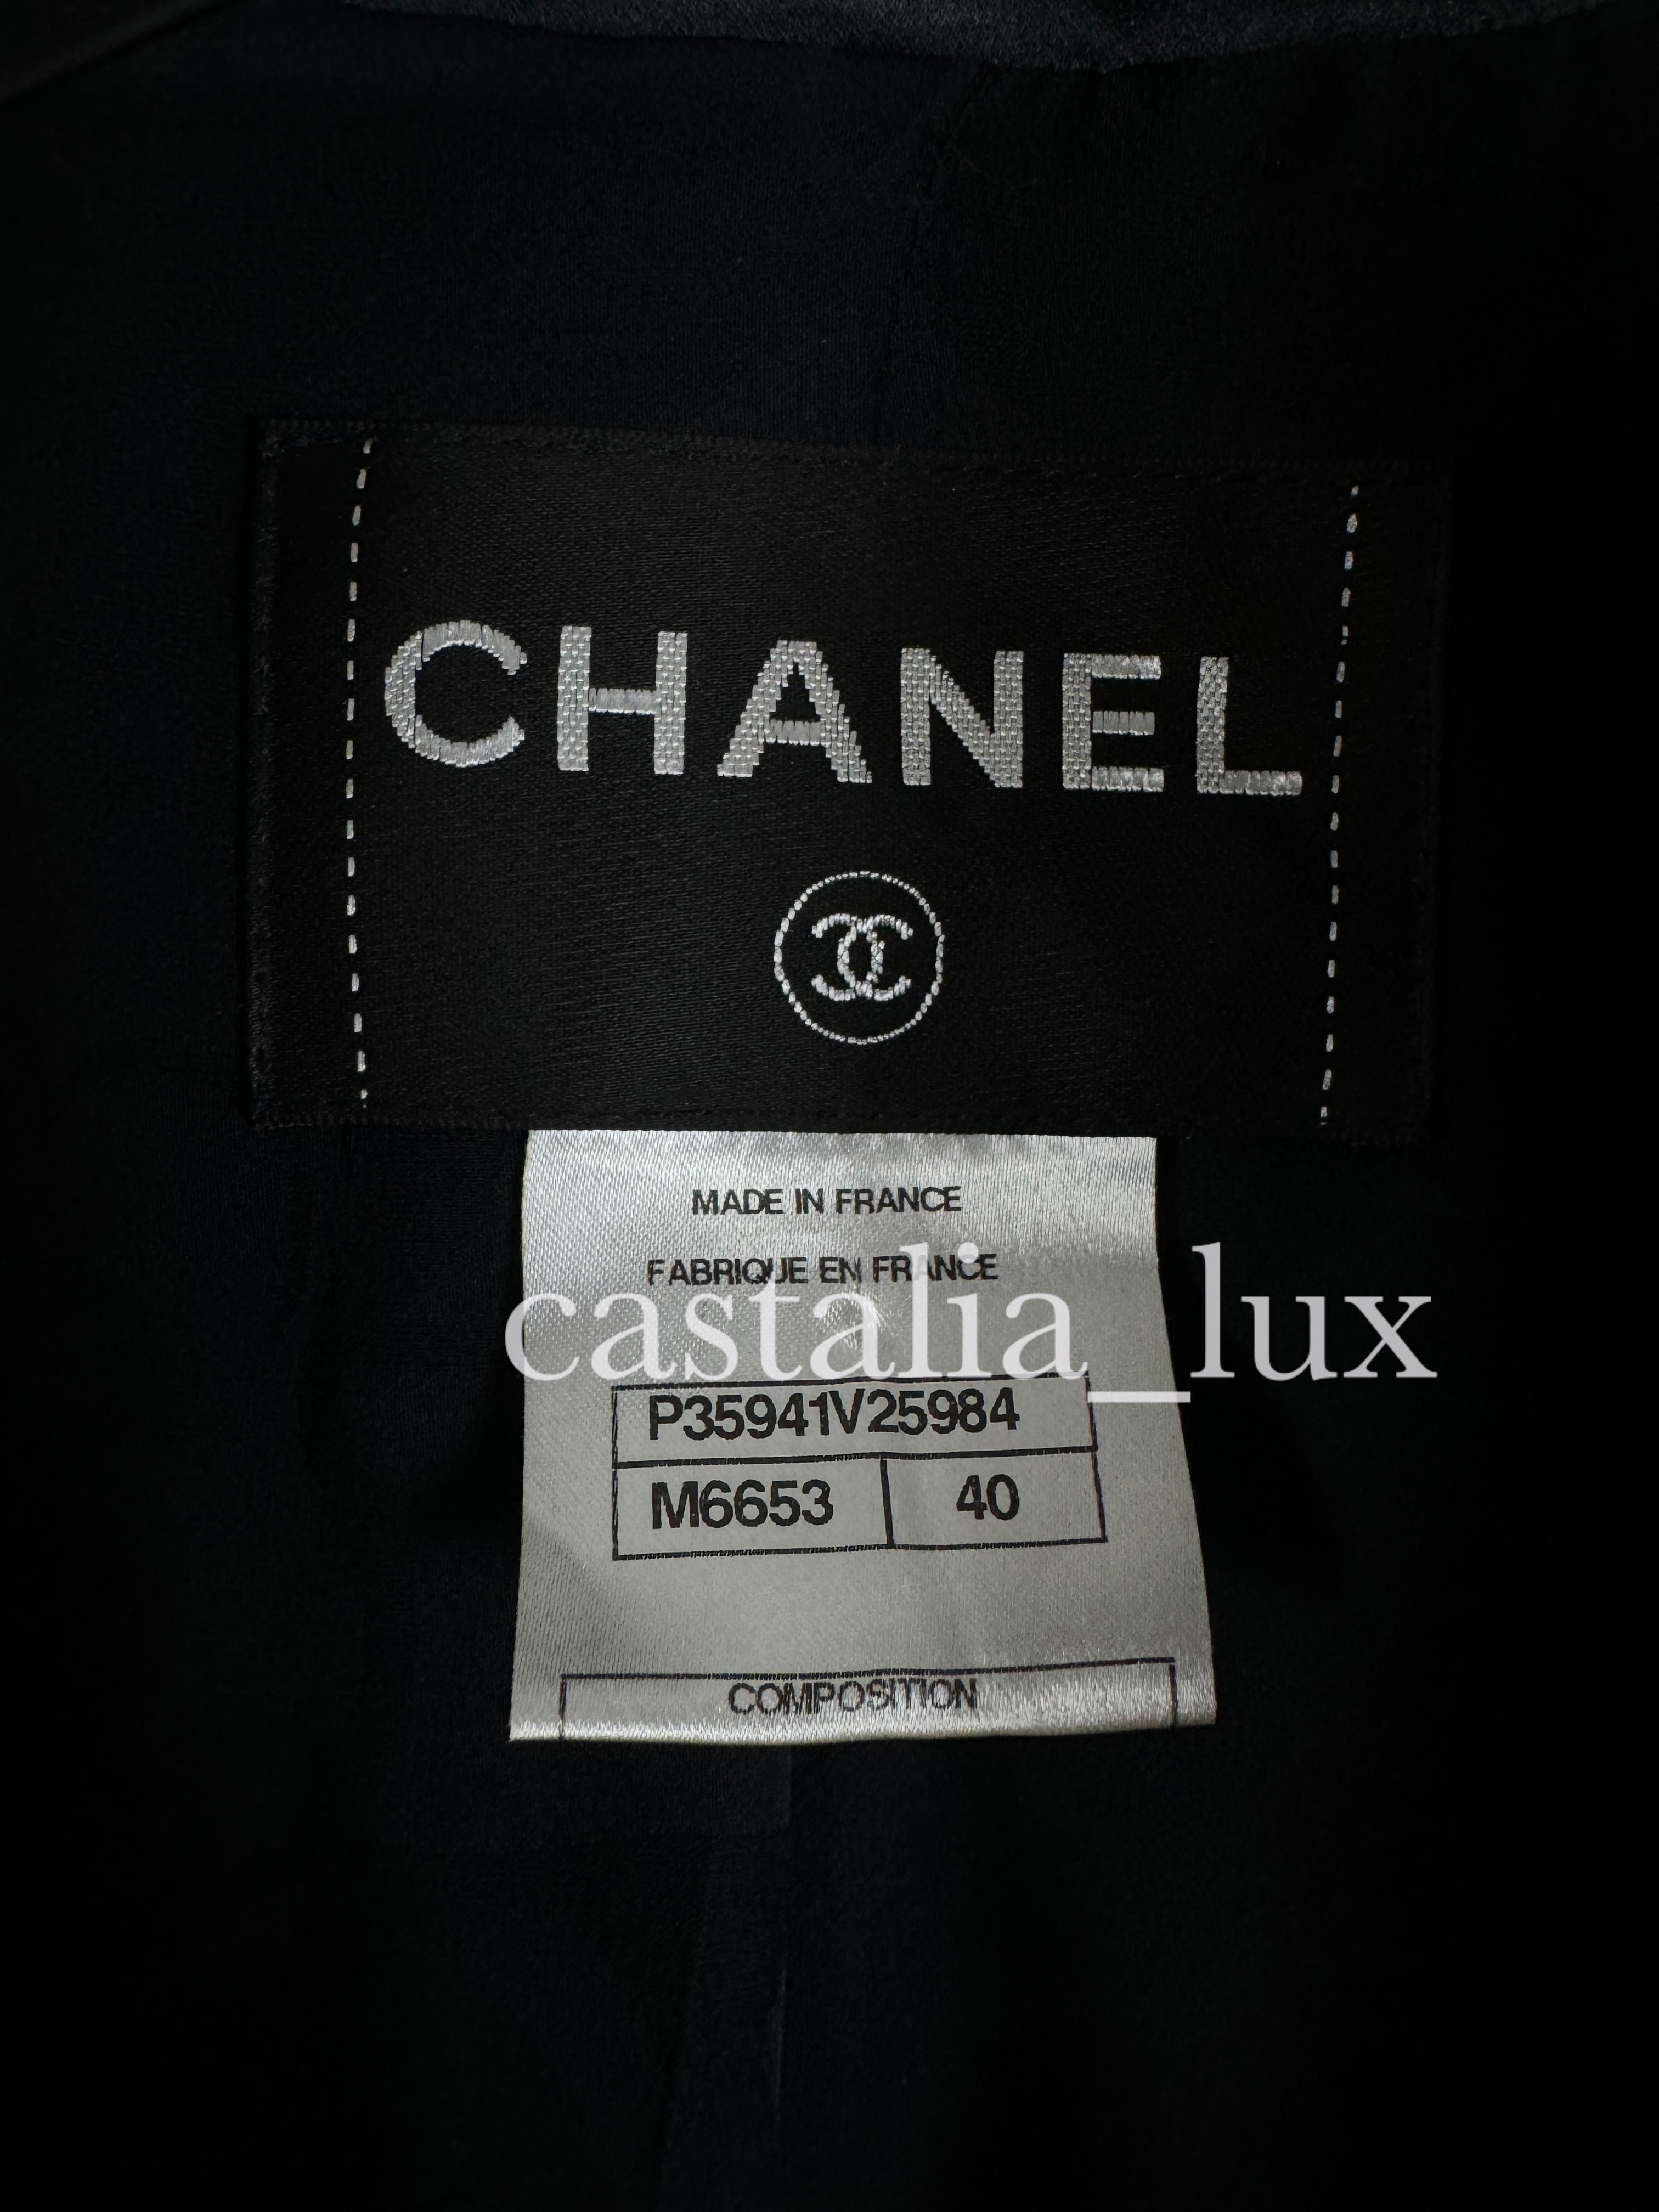 CHANEL
MADE IN FRANCE
FABRIQUE EN FRANCE
castalia_lux
P35941V25984
M6653 40
COMPOSITION